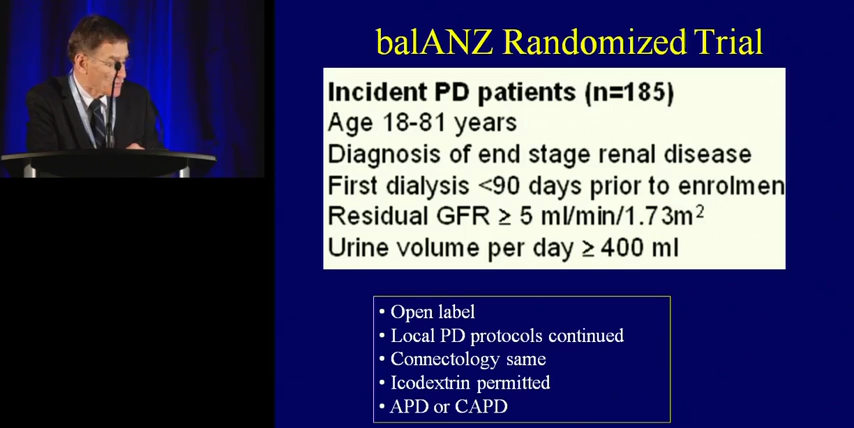 balANZ Randomized Trial
Incident PD patients (n=185)
Age 18-81 years
Diagnosis of end stage renal disease
First dialysis <90 days prior to enrolmen
Residual GFR ≥ 5 ml/min/1.73m²
Urine volume per day ≥ 400 ml
• Open label
• Local PD protocols continued
• Connectology same
• Icodextrin permitted
• APD or CAPD